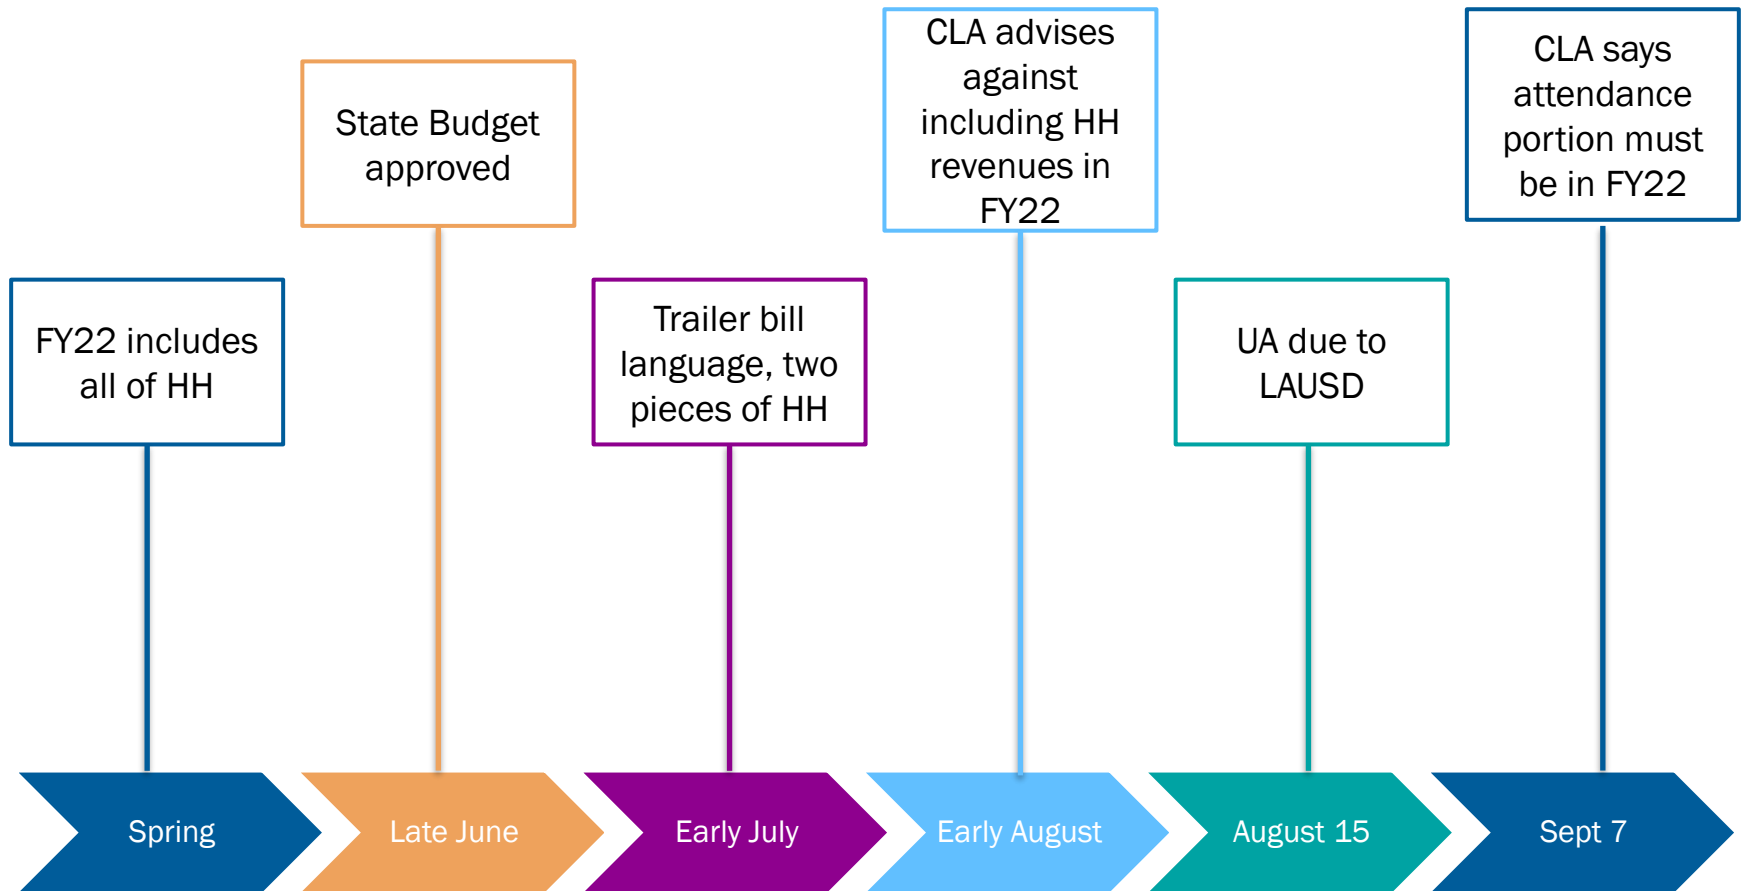 FY22 includes
all of HH
State Budget
approved
Trailer bill
language, two
pieces of HH
CLA advises
against
including HH
revenues in
FY22
UA due to
LAUSD
CLA says
attendance
portion must
be in FY22
Spring
Late June
Early July
Early August
August 15
Sept 7